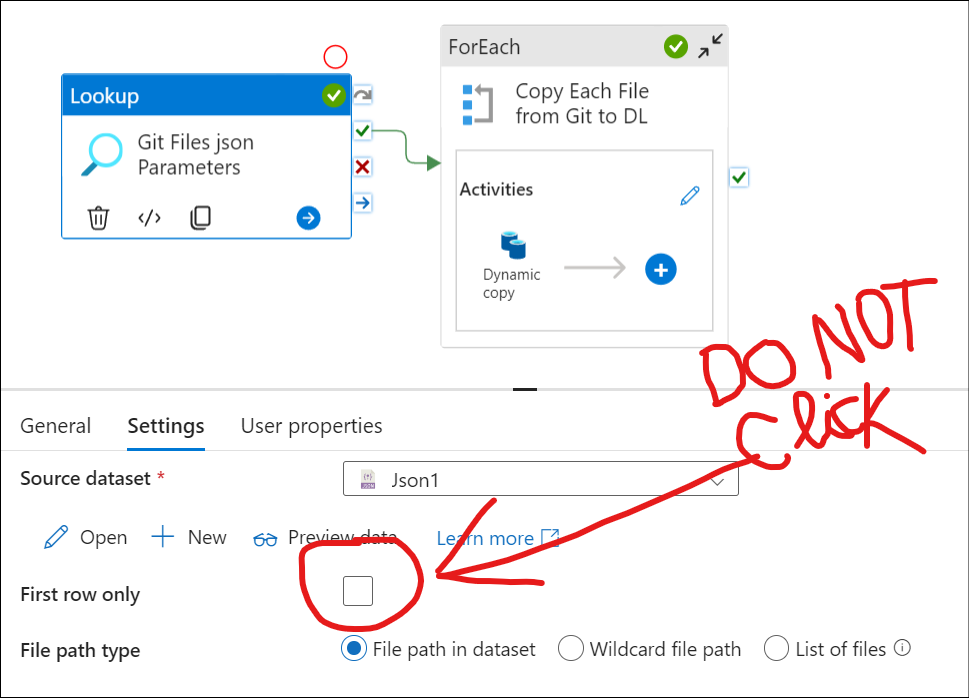 ForEach
Lookup
Copy Each File
from Git to DL
Git Files json
Parameters
Activities
Dynamic
copy
DO NOT
Click
General
Settings
User properties
Source dataset *
Json1
Open
New
Preview data
Learn more
First row only
File path type
File path in dataset
Wildcard file path
List of files